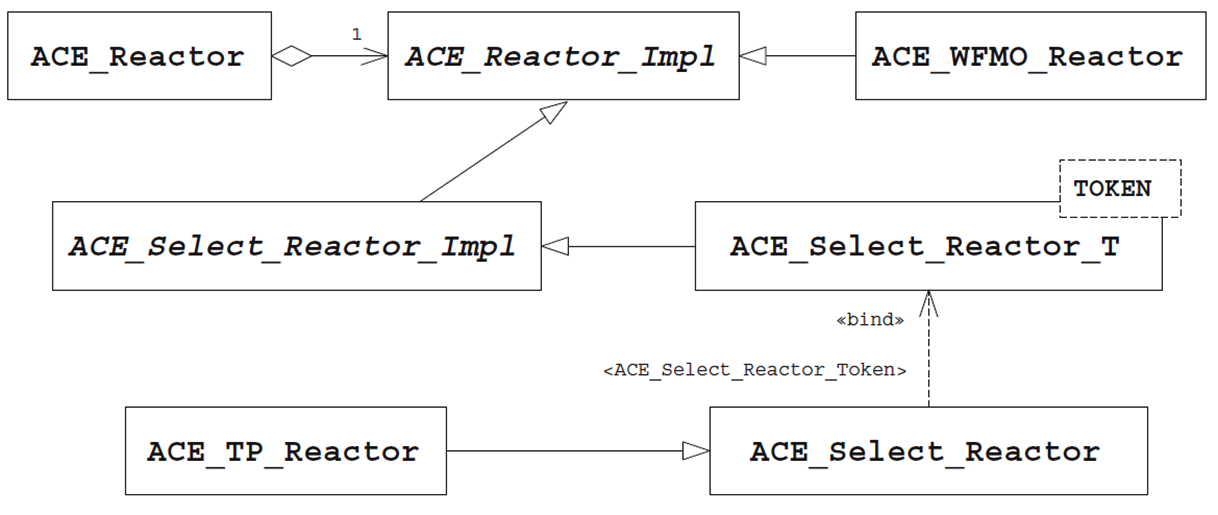 ACE_Reactor
1
ACE_Reactor_Impl
ACE_WFMO_Reactor
TOKEN
ACE_Select_Reactor_Impl
ACE_Select_Reactor_T
«bind»
<ACE_Select_Reactor_Token>
ACE_TP_Reactor
ACE_Select_Reactor